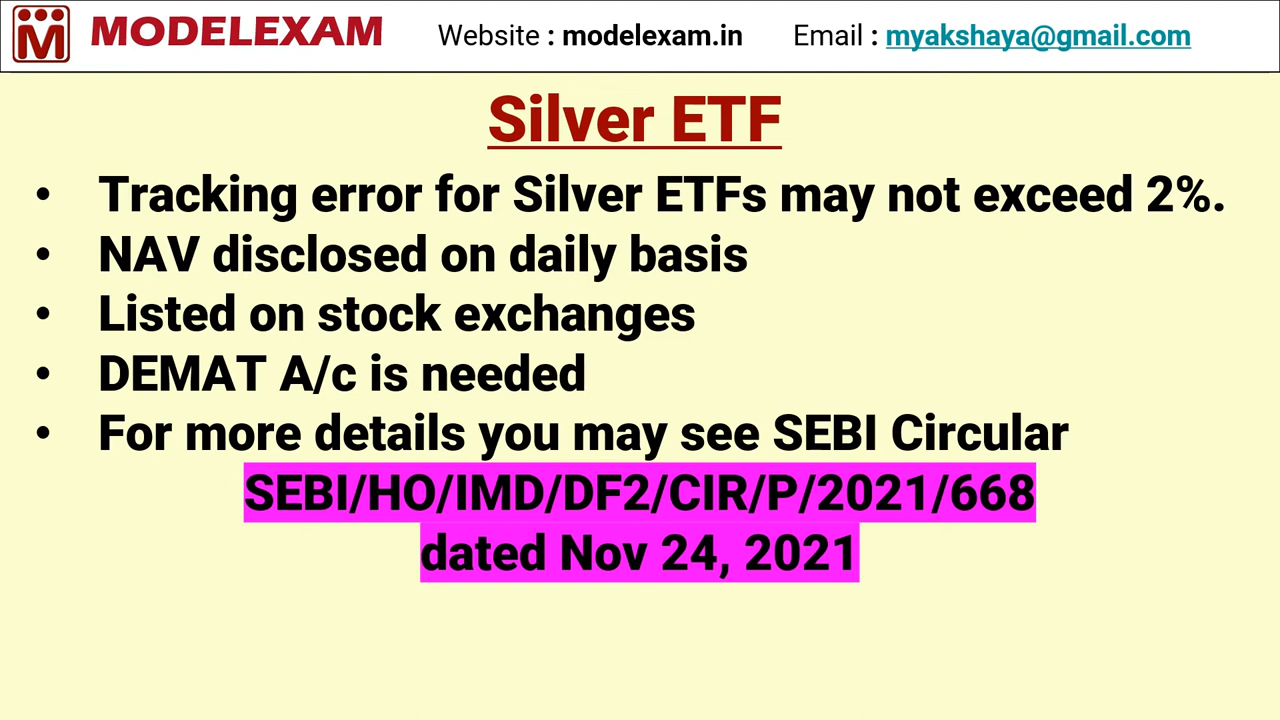 MODELEXAM Website : modelexam.in Email : myakshaya@gmail.com
Silver ETF
• Tracking error for Silver ETFs may not exceed 2%.
• NAV disclosed on daily basis
• Listed on stock exchanges
• DEMAT A/c is needed
• For more details you may see SEBI Circular
SEBI/HO/IMD/DF2/CIR/P/2021/668
dated Nov 24, 2021